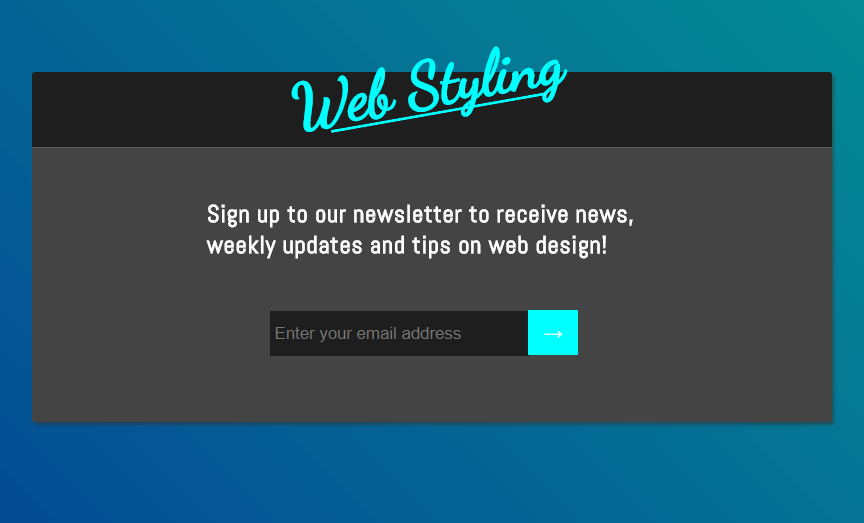 Web Styling
Sign up to our newsletter to receive news,
weekly updates and tips on web design!
Enter your email address →